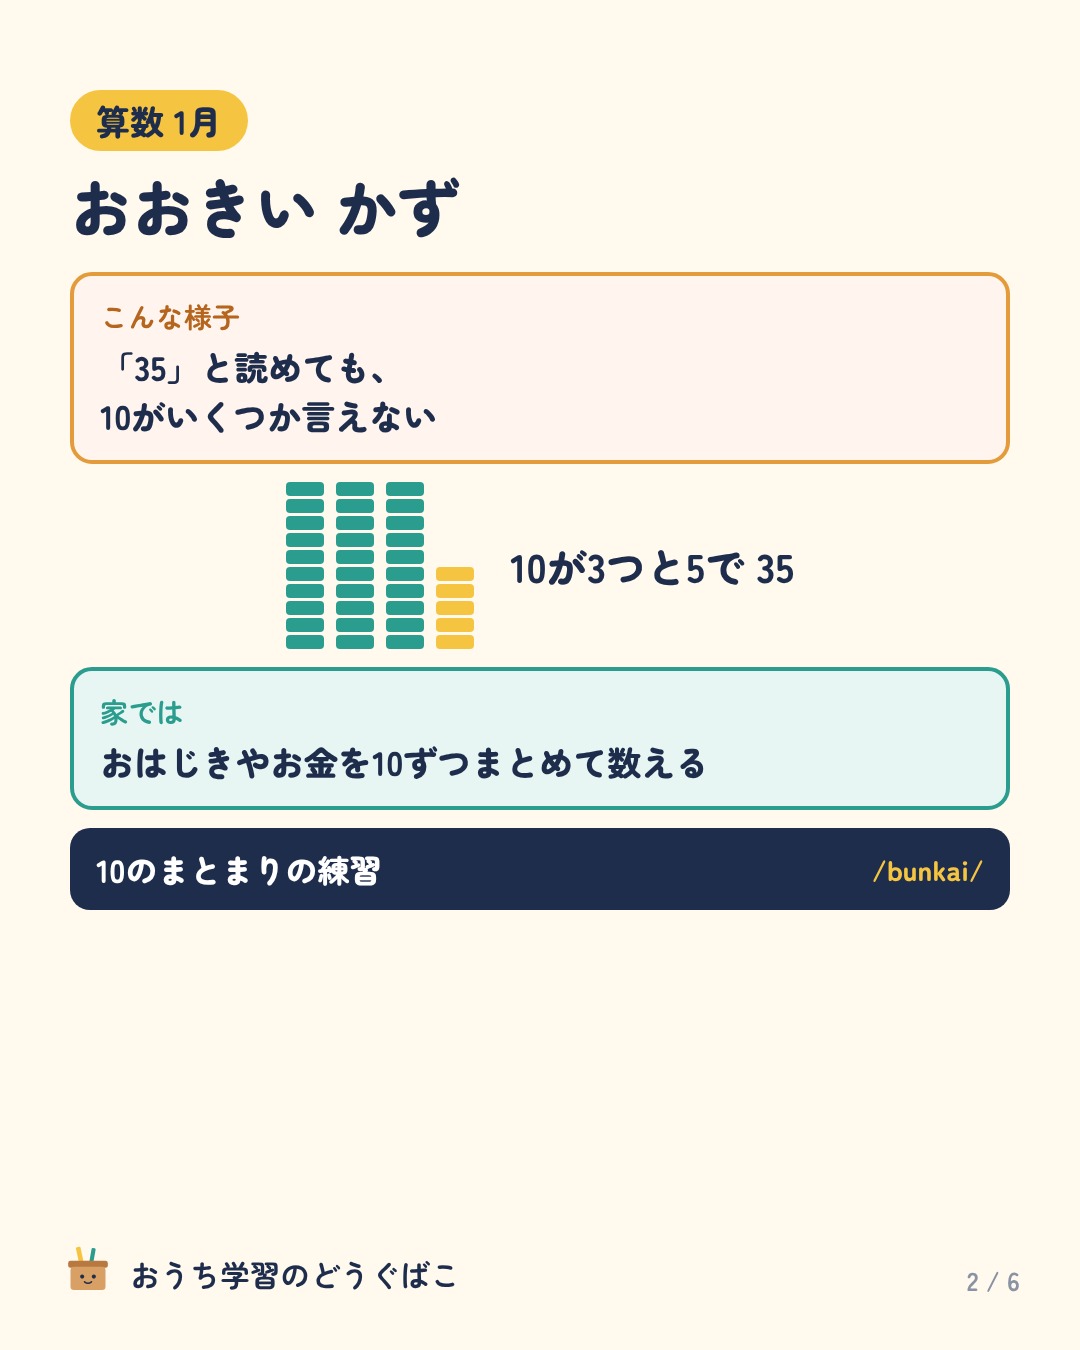 算数 1月
おおきい かず
こんな様子
「35」と読めても、
10がいくつか言えない
10が3つと5で 35
家では
おはじきやお金を10ずつまとめて数える
10のまとまりの練習 /bunkai/
おうち学習のどうぐばこ
2 / 6